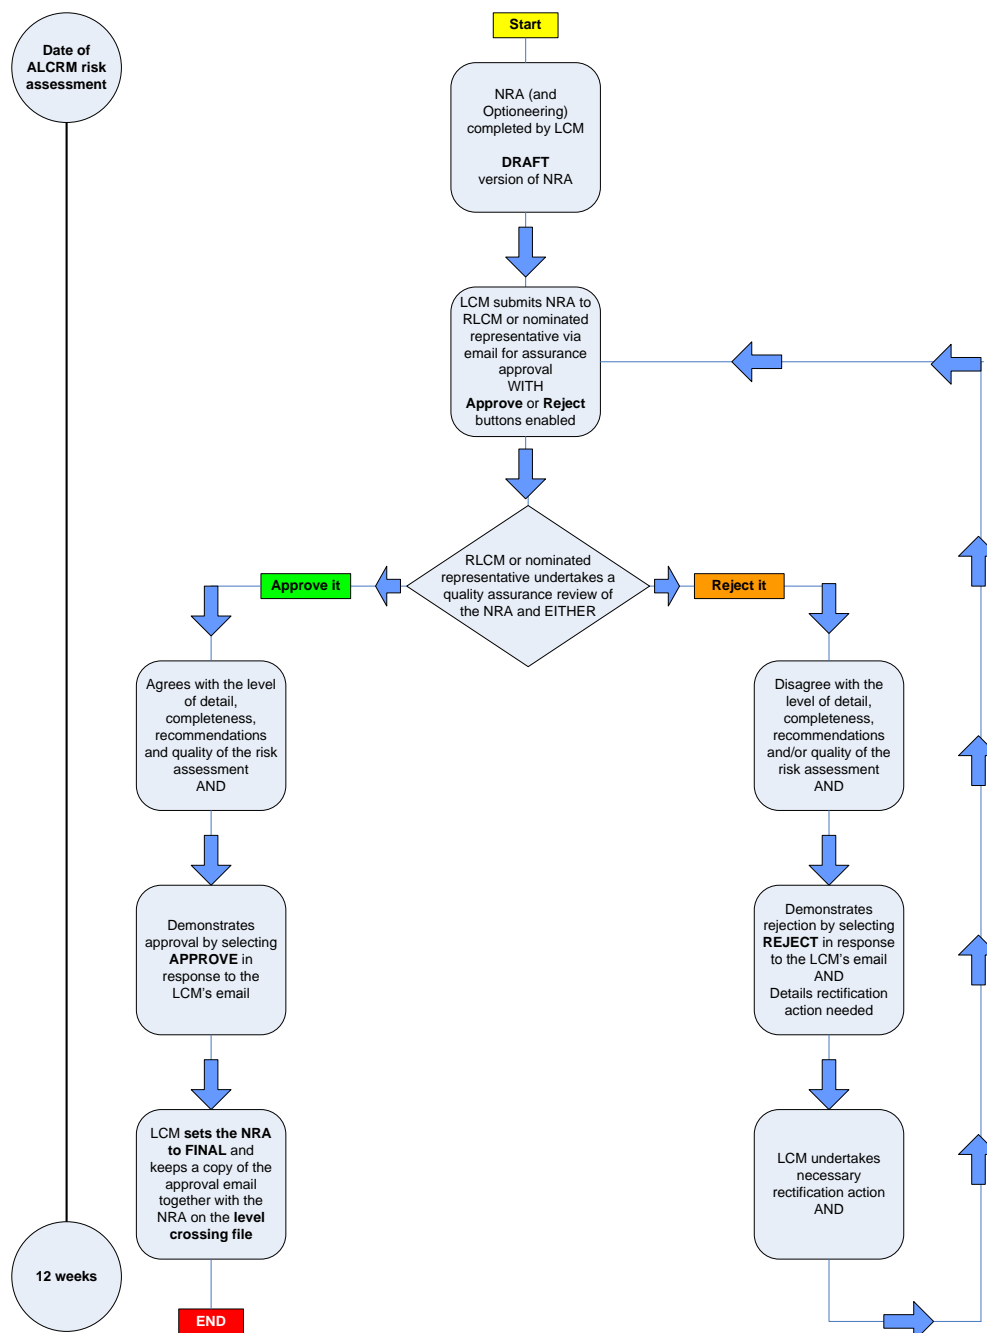 Date of
ALCRM risk
assessment
Start
NRA (and
Optioneering)
completed by LCM
DRAFT
version of NRA
LCM submits NRA to
RLCM or nominated
representative via
email for assurance
approval
WITH
Approve or Reject
buttons enabled
RLCM or nominated
representative undertakes a
quality assurance review of
the NRA and EITHER
Approve it
Reject it
Agrees with the level
of detail,
completeness,
recommendations
and quality of the risk
assessment
AND
Disagree with the
level of detail,
completeness,
recommendations
and/or quality of the
risk assessment
AND
Demonstrates
approval by selecting
APPROVE in
response to the
LCM's email
Demonstrates
rejection by selecting
REJECT in response
to the LCM's email
AND
Details rectification
action needed
LCM sets the NRA
to FINAL and
keeps a copy of the
approval email
together with the
NRA on the level
crossing file
LCM undertakes
necessary
rectification action
AND
12 weeks
END